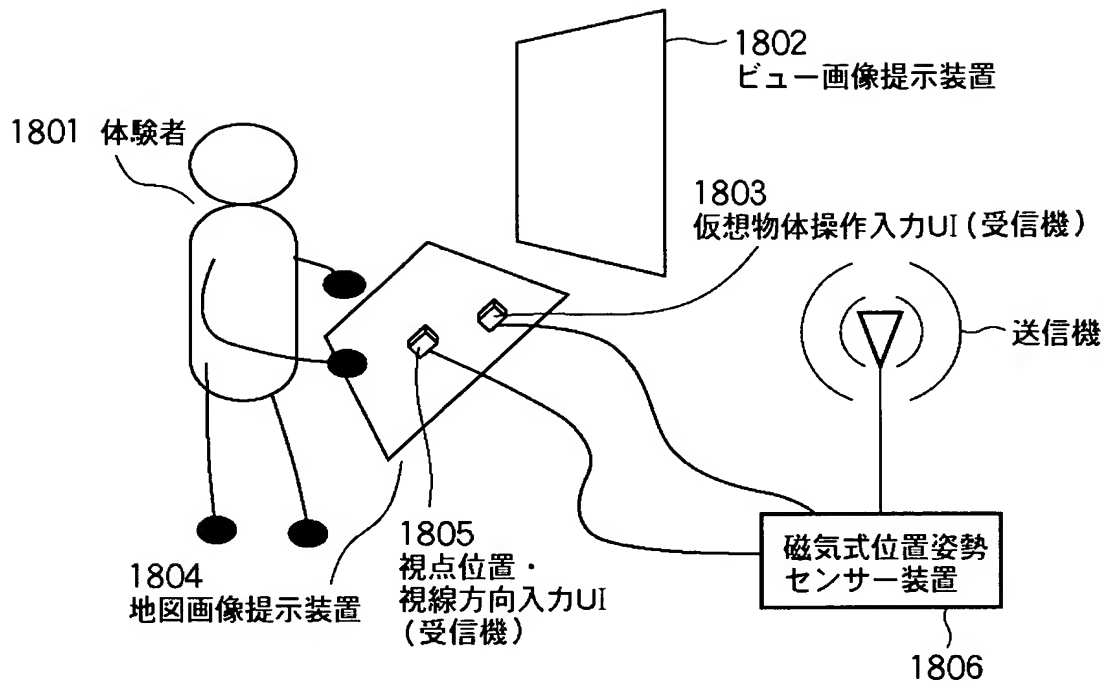 1802
ビュー画像提示装置
1801 体験者
1803
仮想物体操作入力UI(受信機)
送信機
1805
視点位置・
視線方向入力UI
(受信機)
1804
地図画像提示装置
磁気式位置姿勢
センサー装置
1806